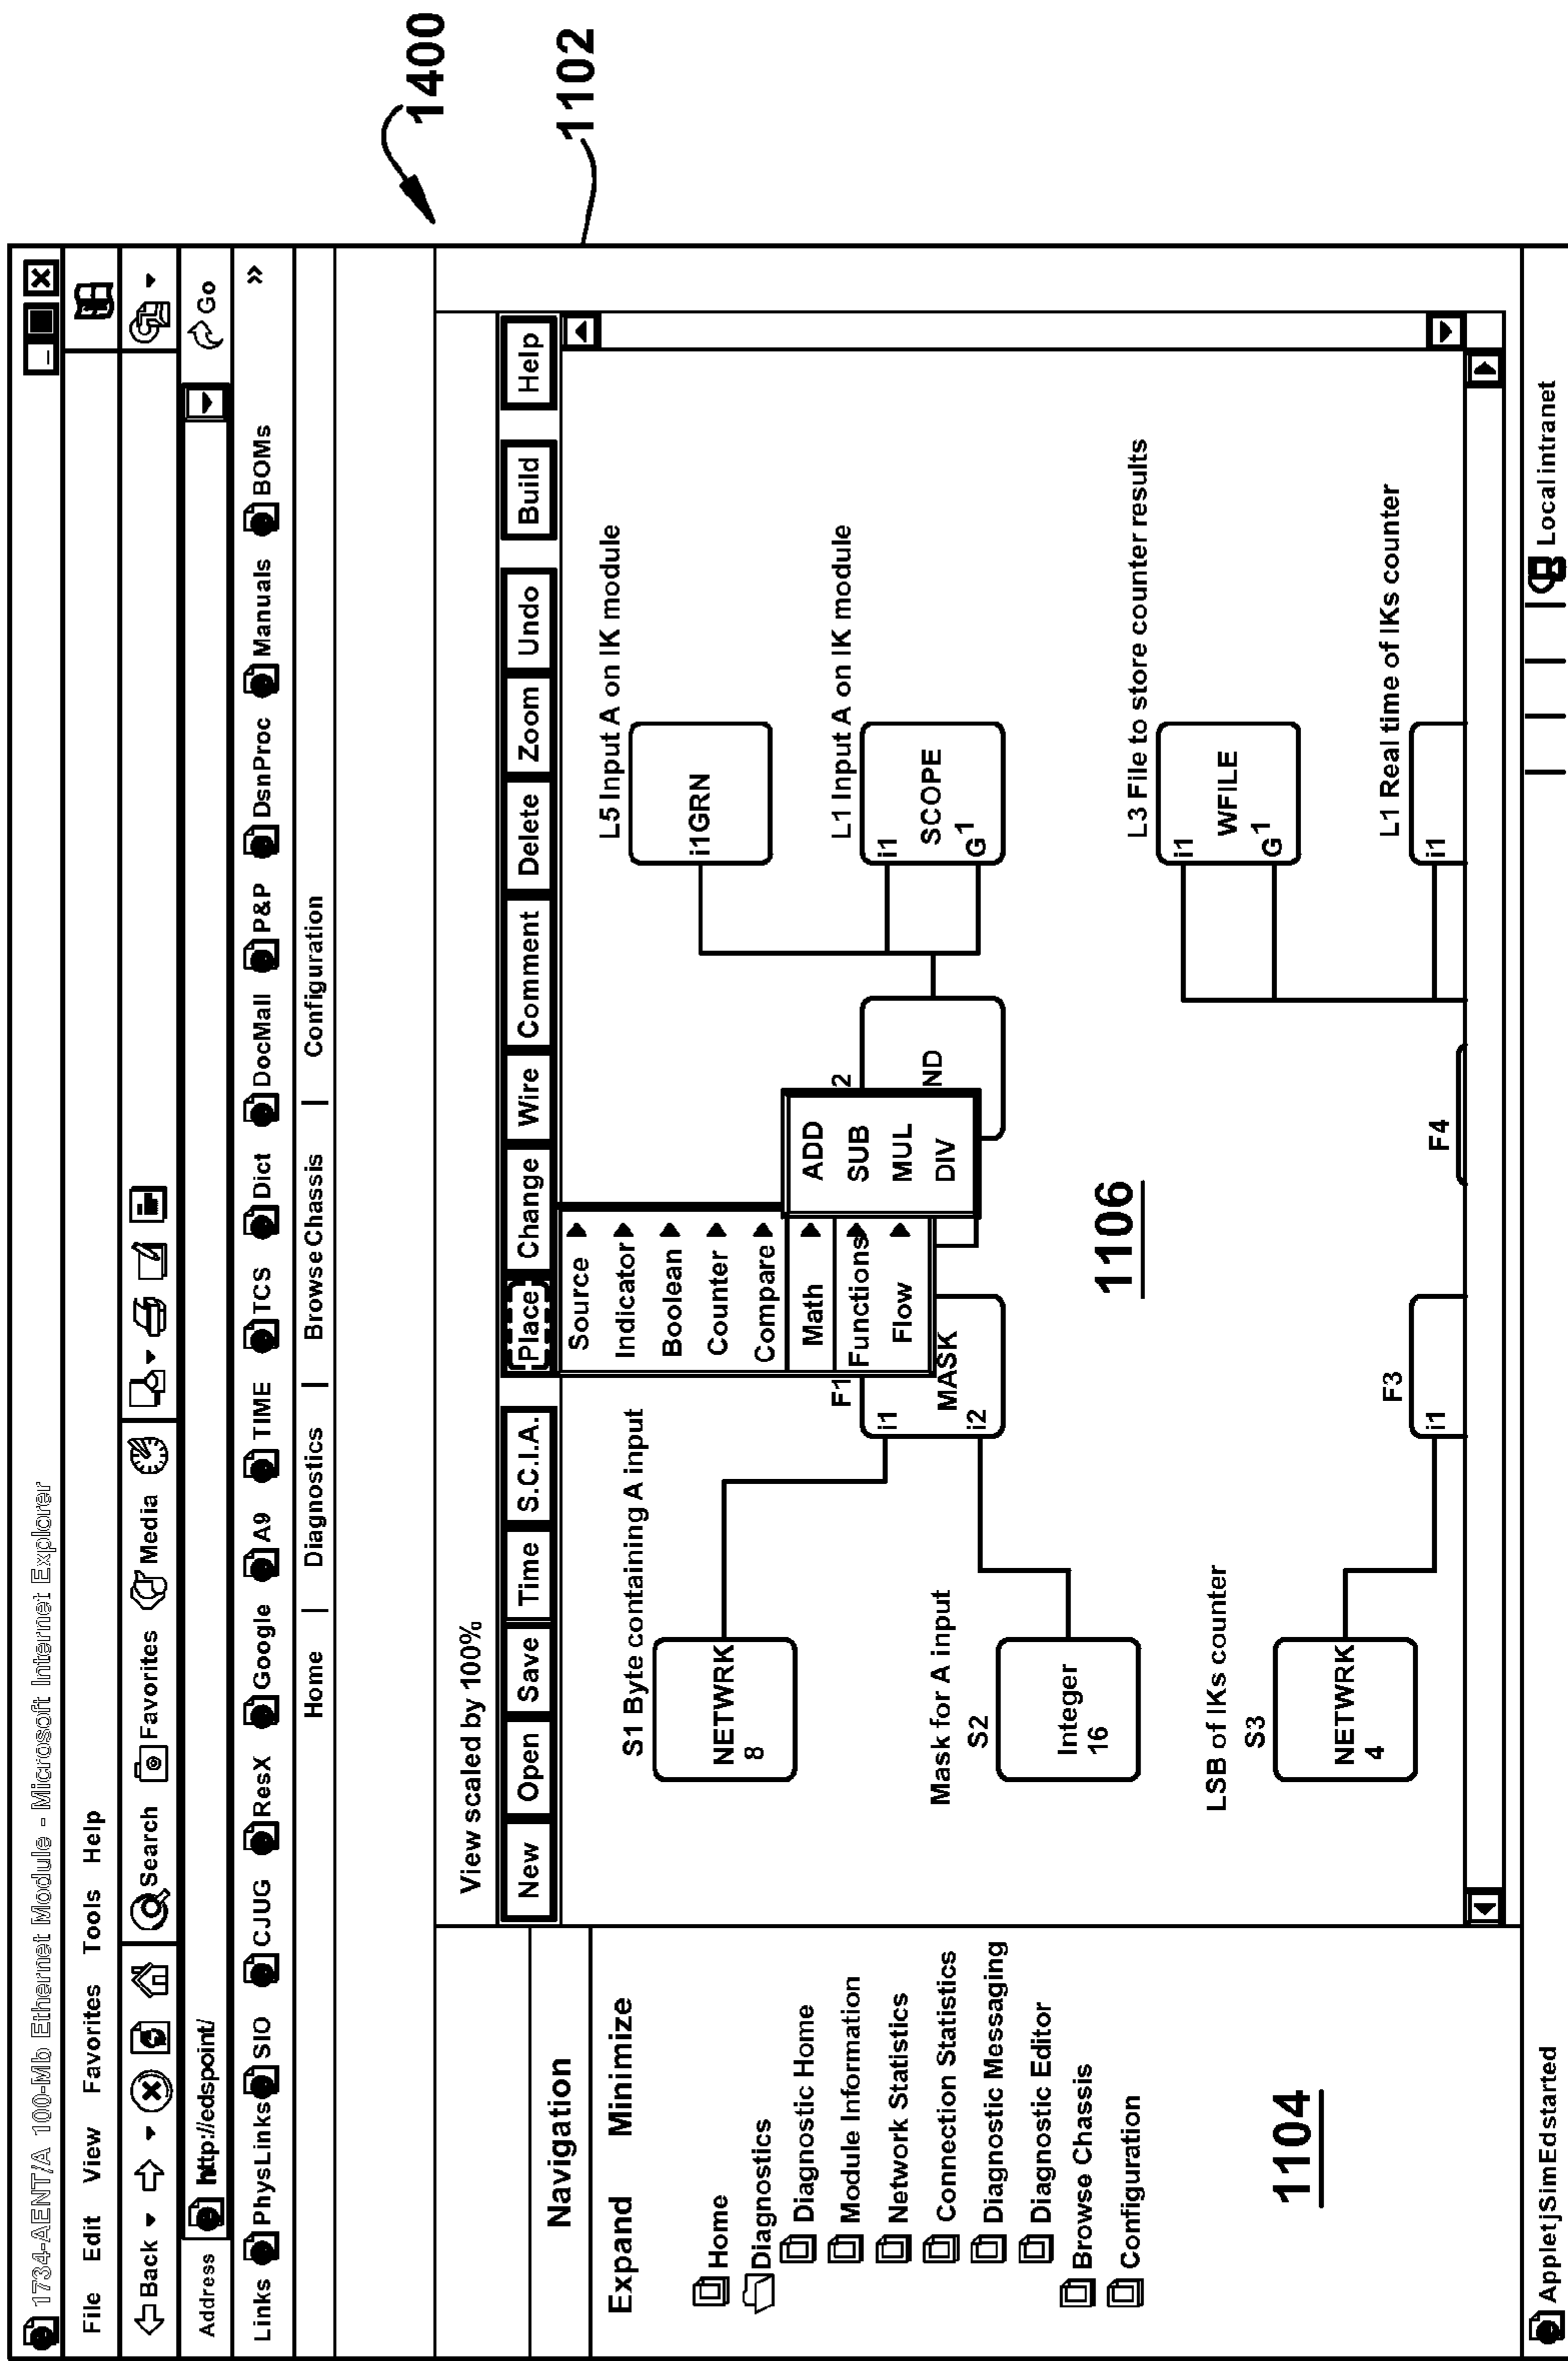 1734-AENT/A 100-Mb Ethernet Module - Microsoft Internet Explorer
File Edit View Favorites Tools Help
Back Search Favorites Media
Address http://edspoint/ Go
Links PhysLinks SIO CJUG ResX Google A9 TIME TCS Dict DocMall P&P DsnProc Manuals BOMs »
Home | Diagnostics | Browse Chassis | Configuration
1400
1102
Navigation
Expand Minimize
Home
Diagnostics
Diagnostic Home
Module Information
Network Statistics
Connection Statistics
Diagnostic Messaging
Diagnostic Editor
Browse Chassis
Configuration
1104
View scaled by 100%
New Open Save Time S.C.I.A. Place Change Wire Comment Delete Zoom Undo Build Help
Source
Indicator
Boolean
Counter
Compare
Math
Functions
Flow
ADD
SUB
MUL
DIV
S1 Byte containing A input
NETWRK
8
Mask for A input
S2
Integer
16
LSB of IKs counter
S3
NETWRK
4
F1
i1
MASK
i2
2
ND
L5 Input A on IK module
i1GRN
L1 Input A on IK module
i1
SCOPE
G 1
L3 File to store counter results
i1
WFILE
G 1
L1 Real time of IKs counter
i1
F3
i1
F4
1106
AppletjSimEdstarted Local intranet